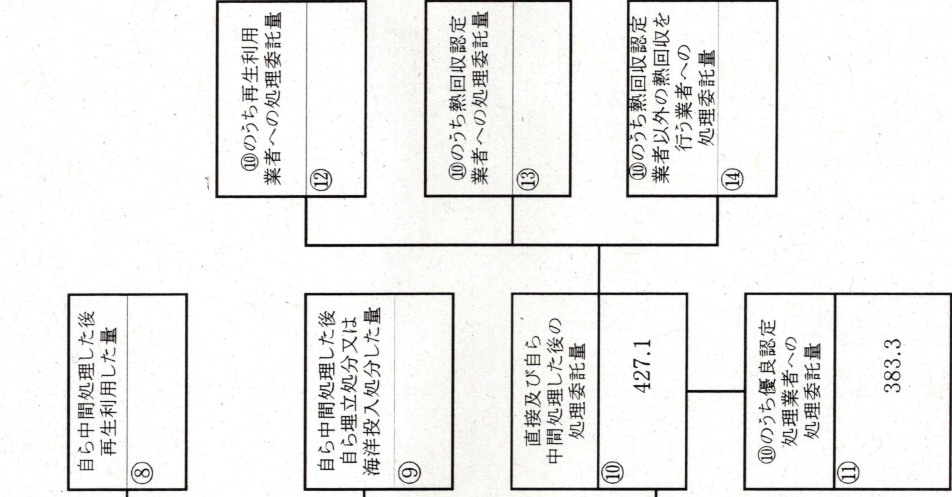 自ら中間処理した後
再生利用した量
⑧
自ら中間処理した後
自ら埋立処分又は
海洋投入処分した量
⑨
直接及び自ら
中間処理した後の
処理委託量
⑩
427.1
⑩のうち優良認定
処理業者への
処理委託量
⑪
383.3
⑩のうち再生利用
業者への処理委託量
⑫
⑩のうち熱回収認定
業者への処理委託量
⑬
⑩のうち熱回収認定
業者以外の熱回収を
行う業者への
処理委託量
⑭